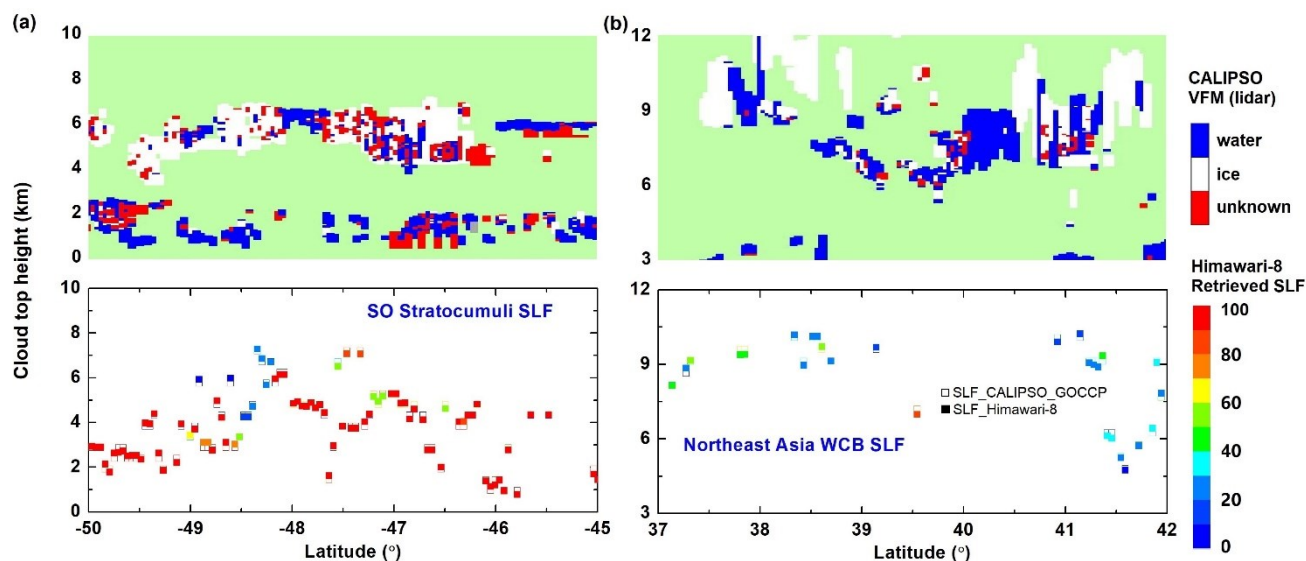 (a)
(b)
10
8
6
4
2
0
12
9
6
3
CALIPSO
VFM (lidar)
water
ice
unknown
Cloud top height (km)
10
8
6
4
2
0
SO Stratocumuli SLF
-50
-49
-48
-47
-46
-45
Latitude (°)
12
9
6
3
SLF_CALIPSO_GOCCP
SLF_Himawari-8
Northeast Asia WCB SLF
37
38
39
40
41
42
Latitude (°)
Himawari-8
Retrieved SLF
100
80
60
40
20
0